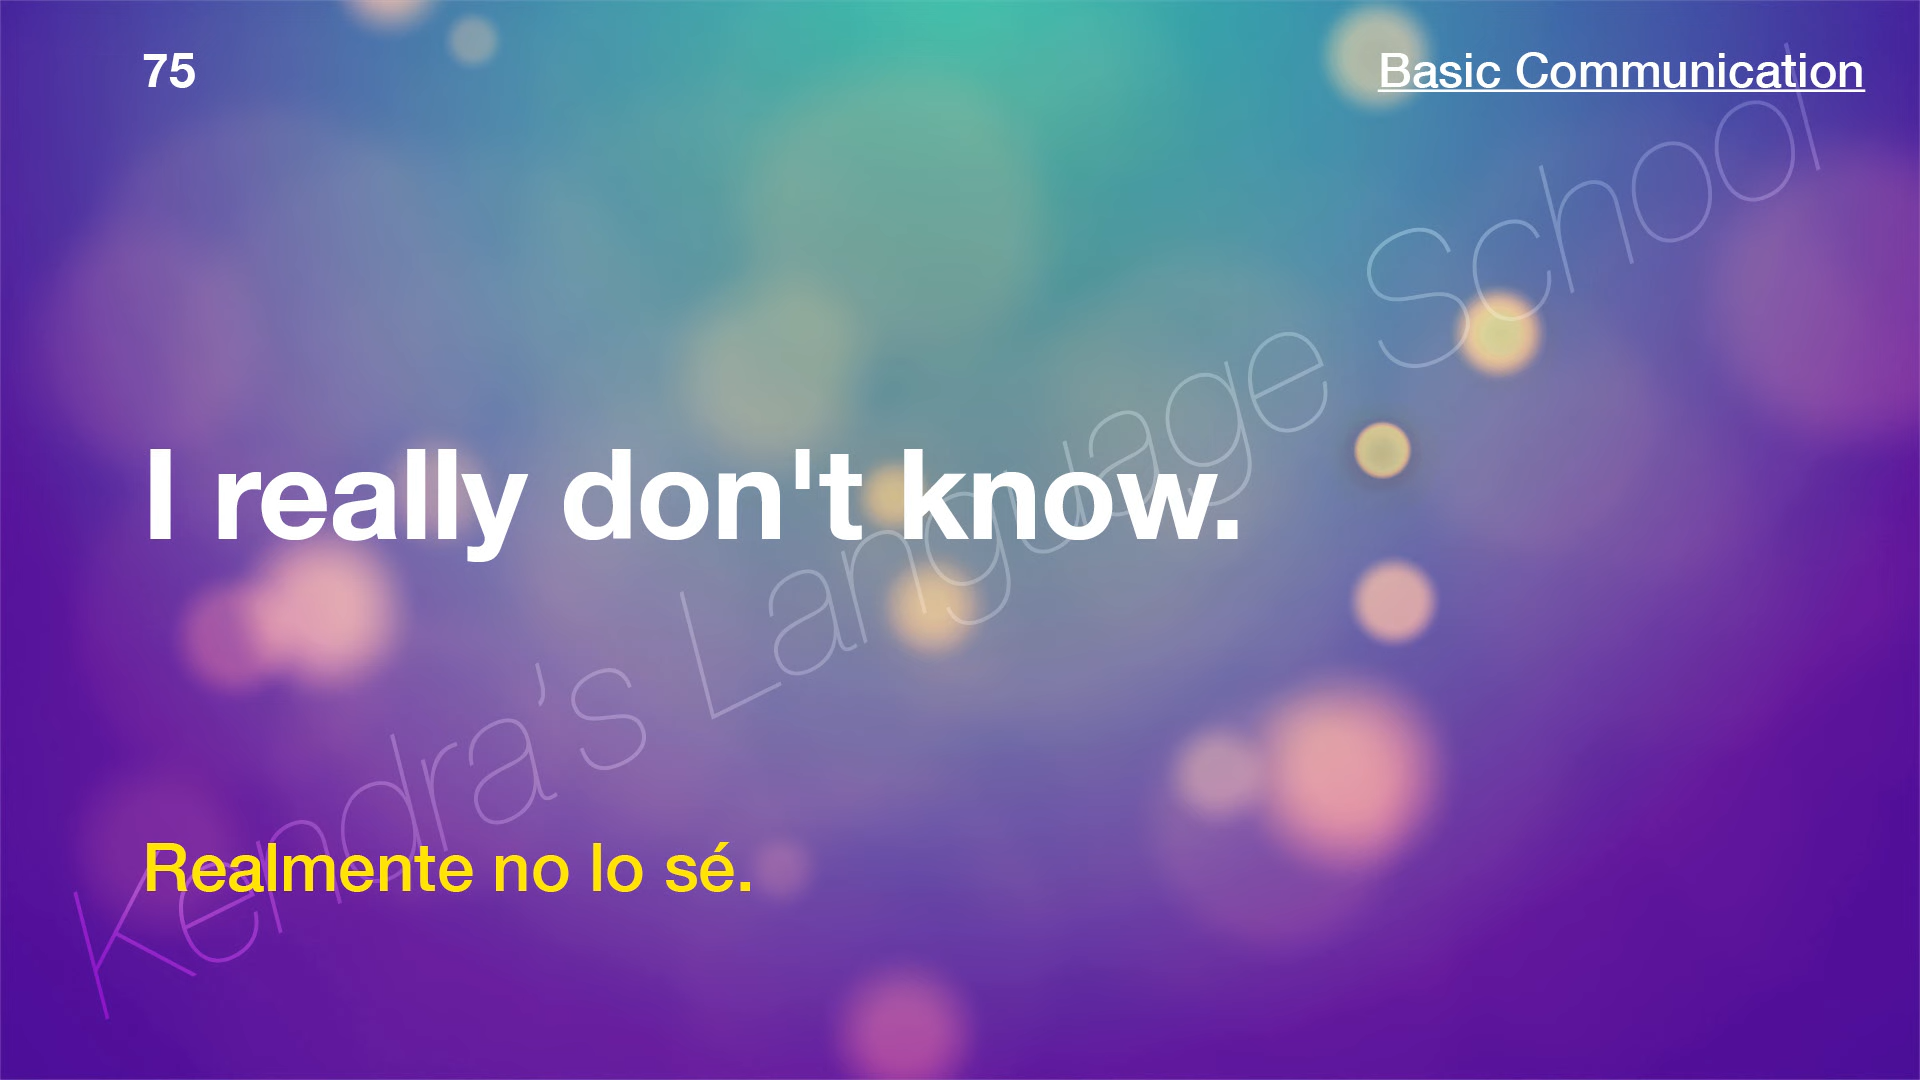 75
Basic Communication
I really don't know.
Realmente no lo sé.
Kendra’s Language School